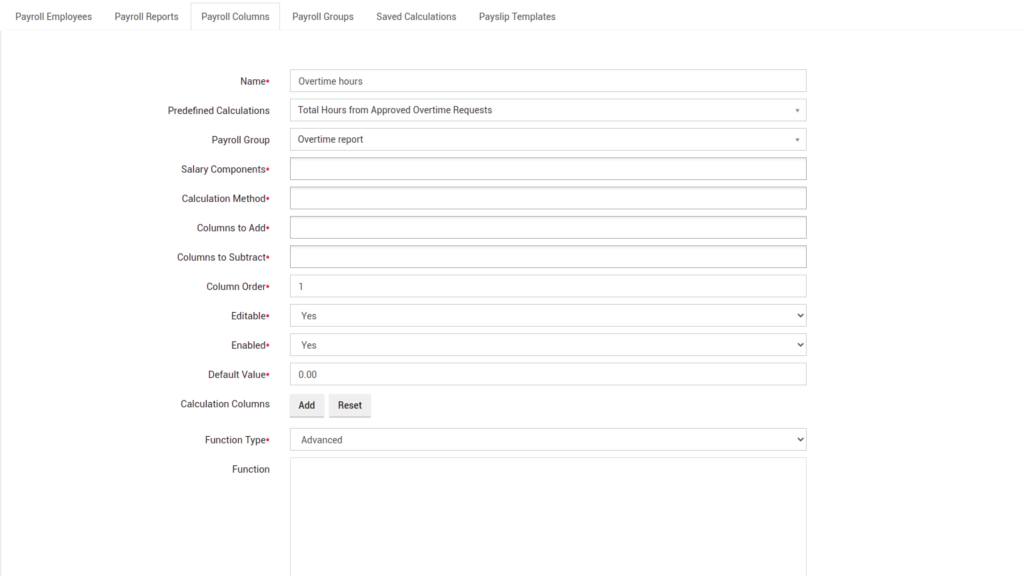 Payroll Employees Payroll Reports Payroll Columns Payroll Groups Saved Calculations Payslip Templates
Name* Overtime hours
Predefined Calculations Total Hours from Approved Overtime Requests
Payroll Group Overtime report
Salary Components*
Calculation Method*
Columns to Add*
Columns to Subtract*
Column Order* 1
Editable* Yes
Enabled* Yes
Default Value* 0.00
Calculation Columns Add Reset
Function Type* Advanced
Function